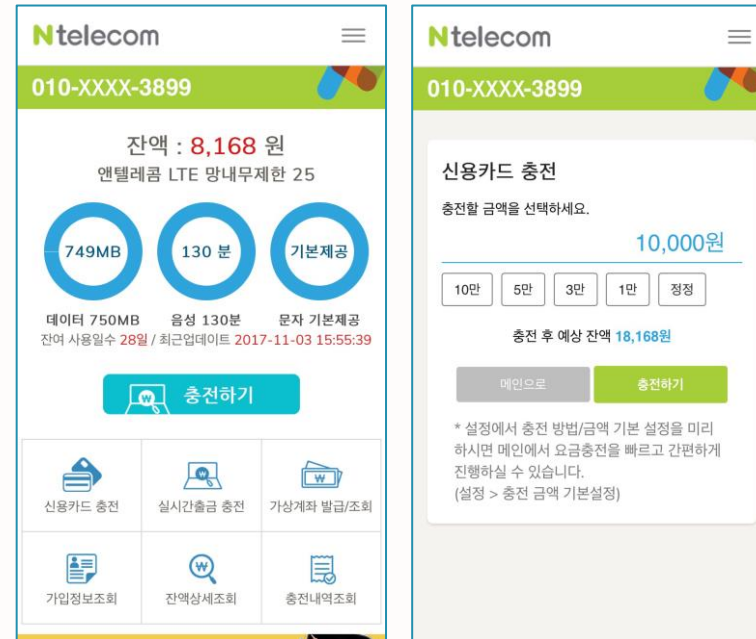 Ntelecom
010-XXXX-3899
잔액 : 8,168 원
앤텔레콤 LTE 망내무제한 25
749MB
130 분
기본제공
데이터 750MB
음성 130분
문자 기본제공
잔여 사용일수 28일 / 최근업데이트 2017-11-03 15:55:39
충전하기
신용카드 충전
실시간출금 충전
가상계좌 발급/조회
가입정보조회
잔액상세조회
충전내역조회
Ntelecom
010-XXXX-3899
신용카드 충전
충전할 금액을 선택하세요.
10,000원
10만
5만
3만
1만
정정
충전 후 예상 잔액 18,168원
메인으로
충전하기
* 설정에서 충전 방법/금액 기본 설정을 미리
하시면 메인에서 요금충전을 빠르고 간편하게
진행하실 수 있습니다.
(설정 > 충전 금액 기본설정)